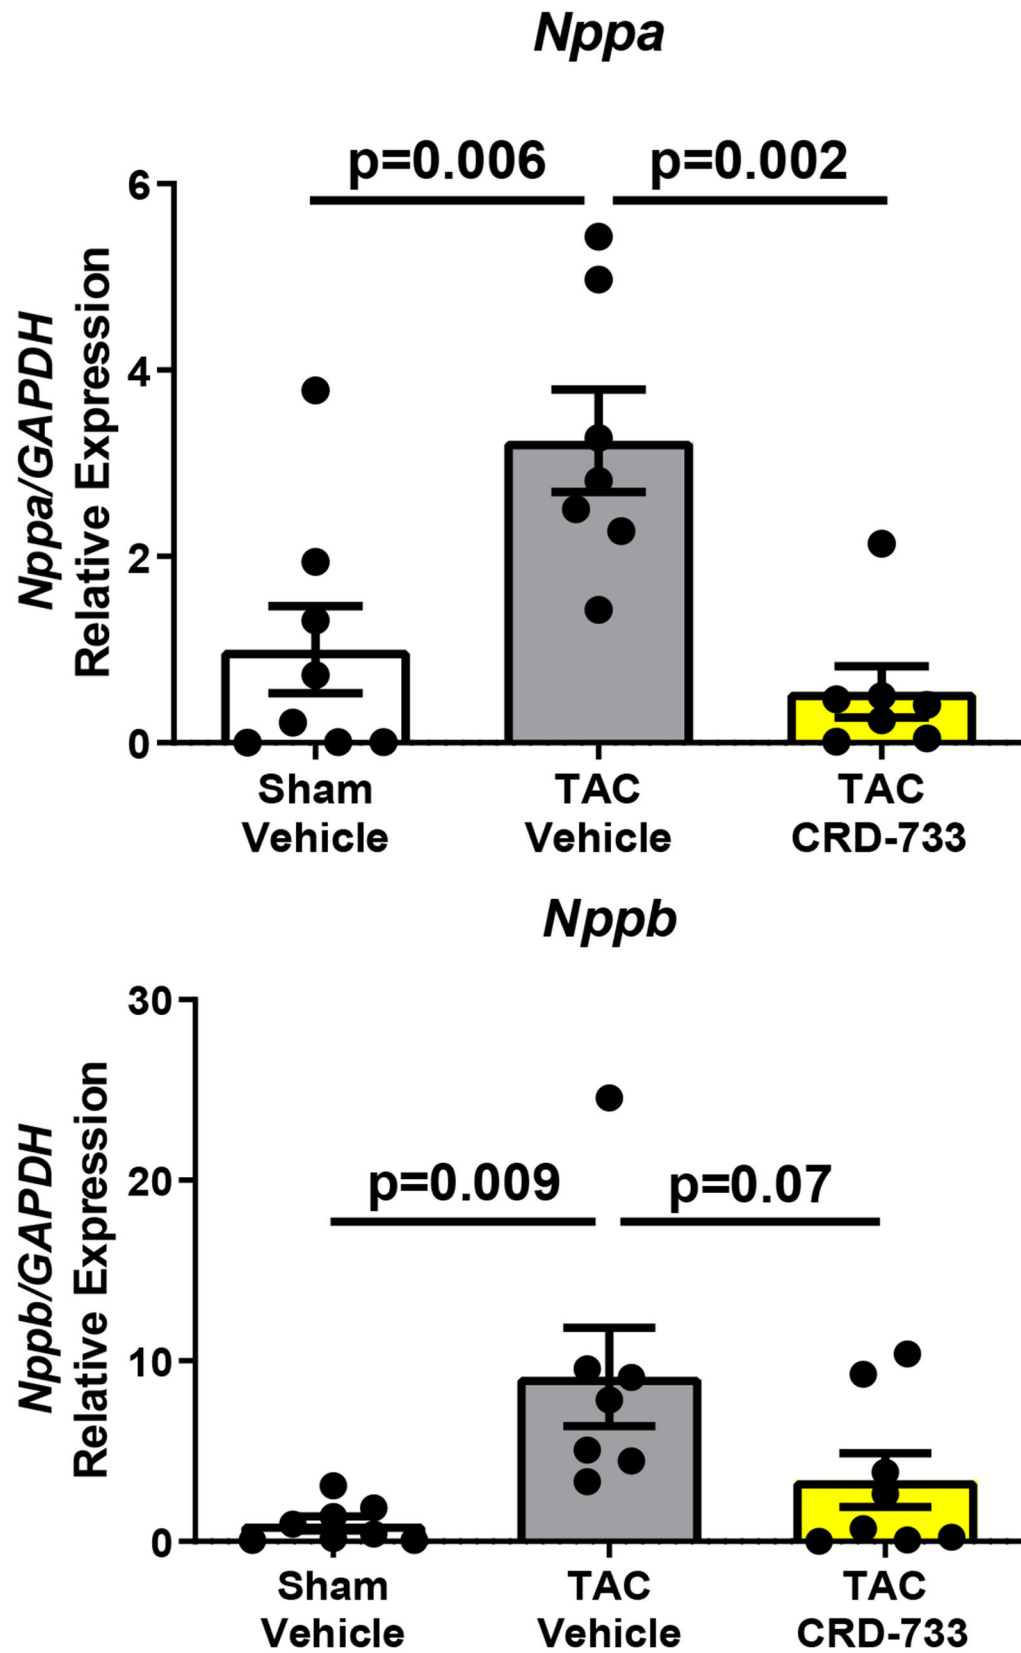 Nppa
p=0.006 p=0.002
Nppa/GAPDH
Relative Expression
6
4
2
0
Sham
Vehicle
TAC
Vehicle
TAC
CRD-733
Nppb
p=0.009 p=0.07
Nppb/GAPDH
Relative Expression
30
20
10
0
Sham
Vehicle
TAC
Vehicle
TAC
CRD-733